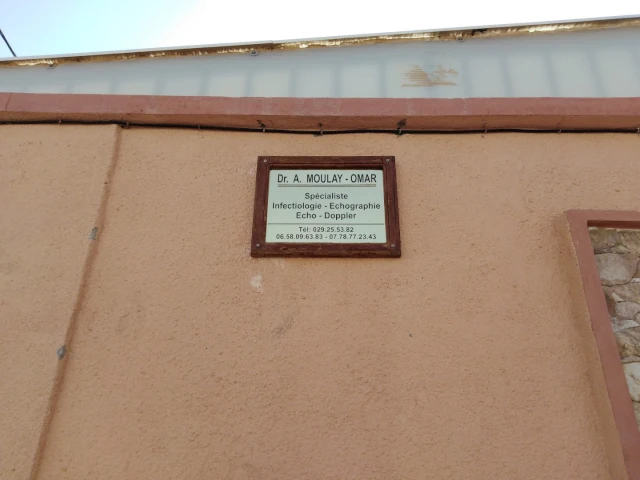 Dr. A. MOULAY - OMAR
Spécialiste
Infectiologie - Echographie
Echo - Doppler
Tél: 029.25.53.82
06.58.09.63.83 - 07.78.77.23.43